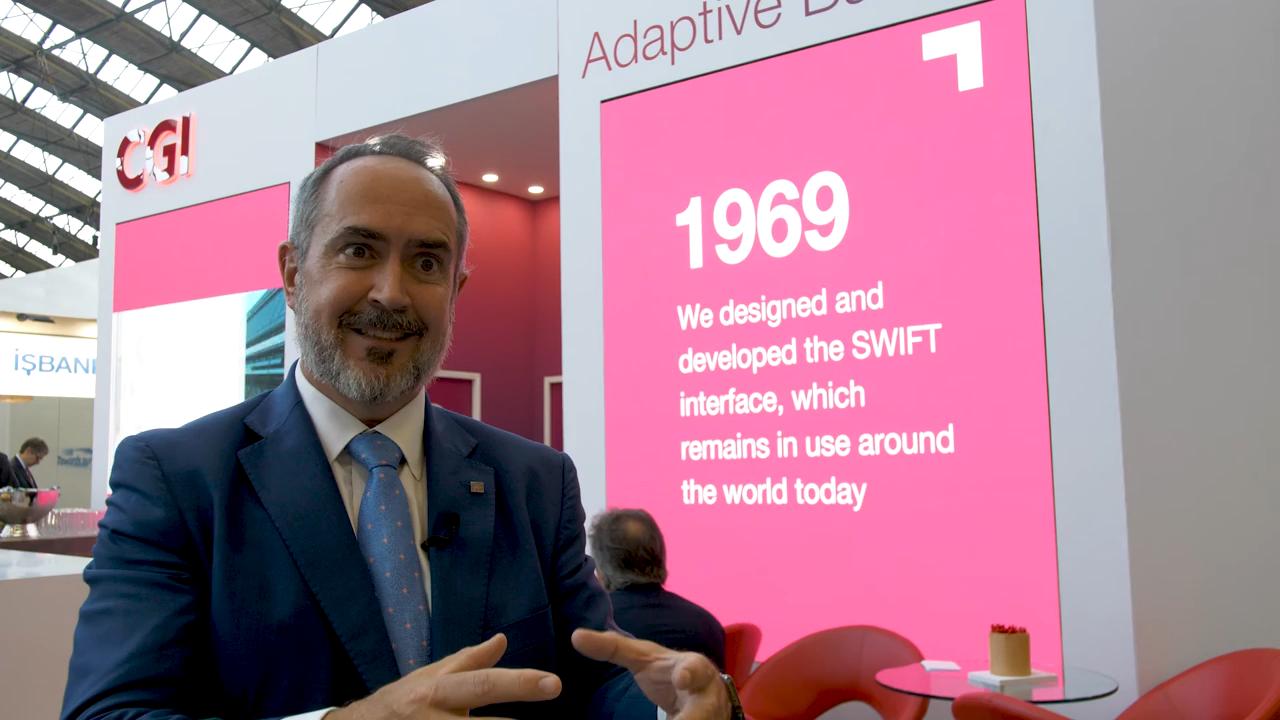 Adaptive
CGI
1969
We designed and
developed the SWIFT
interface, which
remains in use around
the world today
İŞBANK